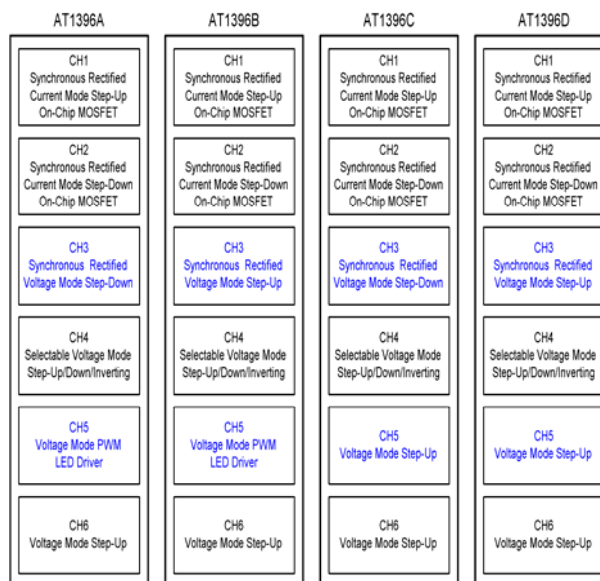 AT1396A
CH1
Synchronous Rectified
Current Mode Step-Up
On-Chip MOSFET
CH2
Synchronous Rectified
Current Mode Step-Down
On-Chip MOSFET
CH3
Synchronous Rectified
Voltage Mode Step-Down
CH4
Selectable Voltage Mode
Step-Up/Down/Inverting
CH5
Voltage Mode PWM
LED Driver
CH6
Voltage Mode Step-Up
AT1396B
CH1
Synchronous Rectified
Current Mode Step-Up
On-Chip MOSFET
CH2
Synchronous Rectified
Current Mode Step-Down
On-Chip MOSFET
CH3
Synchronous Rectified
Voltage Mode Step-Up
CH4
Selectable Voltage Mode
Step-Up/Down/Inverting
CH5
Voltage Mode PWM
LED Driver
CH6
Voltage Mode Step-Up
AT1396C
CH1
Synchronous Rectified
Current Mode Step-Up
On-Chip MOSFET
CH2
Synchronous Rectified
Current Mode Step-Down
On-Chip MOSFET
CH3
Synchronous Rectified
Voltage Mode Step-Down
CH4
Selectable Voltage Mode
Step-Up/Down/Inverting
CH5
Voltage Mode Step-Up
CH6
Voltage Mode Step-Up
AT1396D
CH1
Synchronous Rectified
Current Mode Step-Up
On-Chip MOSFET
CH2
Synchronous Rectified
Current Mode Step-Down
On-Chip MOSFET
CH3
Synchronous Rectified
Voltage Mode Step-Up
CH4
Selectable Voltage Mode
Step-Up/Down/Inverting
CH5
Voltage Mode Step-Up
CH6
Voltage Mode Step-Up